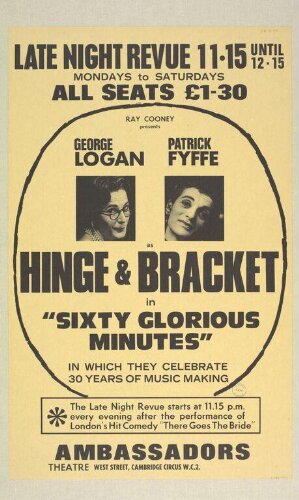 LATE NIGHT REVUE 11·15 UNTIL 12·15
MONDAYS to SATURDAYS
ALL SEATS £1-30
RAY COONEY
presents
GEORGE LOGAN
PATRICK FYFFE
as
HINGE & BRACKET
in
"SIXTY GLORIOUS
MINUTES"
IN WHICH THEY CELEBRATE
30 YEARS OF MUSIC MAKING
The Late Night Revue starts at 11.15 p.m.
every evening after the performance of
London's Hit Comedy "There Goes The Bride"
AMBASSADORS
THEATRE WEST STREET, CAMBRIDGE CIRCUS W.C.2.